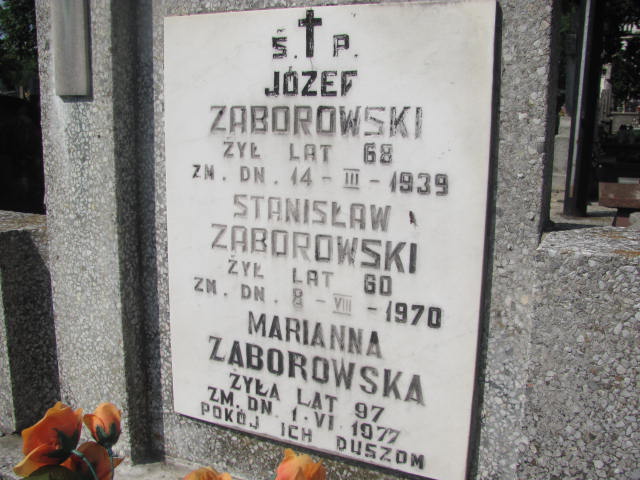 Ś. P.
JÓZEF
ZABOROWSKI
ŻYŁ LAT 68
ZM. DN. 14-III-1939
STANISŁAW
ZABOROWSKI
ŻYŁ LAT 60
ZM. DN. 8-VIII-1970
MARIANNA
ZABOROWSKA
ŻYŁA LAT 97
ZM. DN. 1.VI.1977
POKÓJ ICH DUSZOM